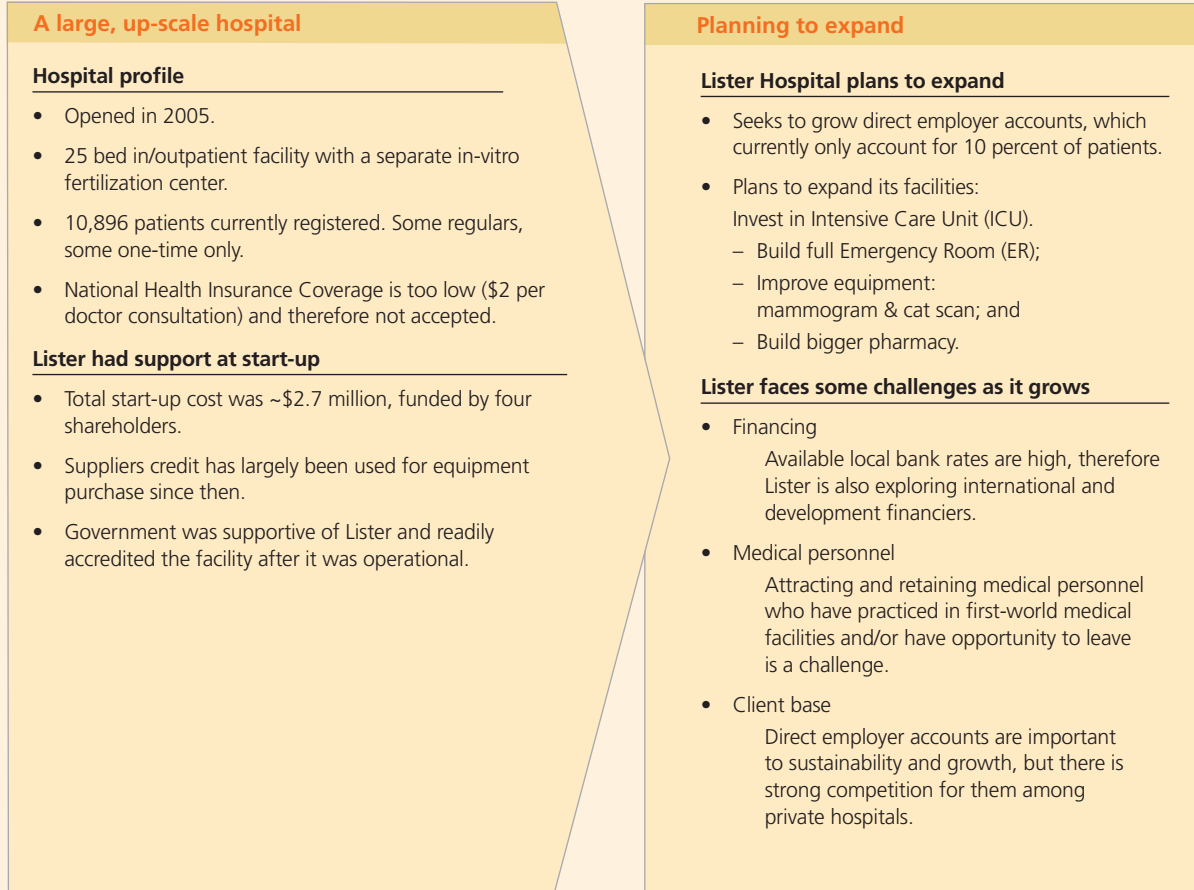 A large, up-scale hospital
Hospital profile
• Opened in 2005.
• 25 bed in/outpatient facility with a separate in-vitro
fertilization center.
• 10,896 patients currently registered. Some regulars,
some one-time only.
• National Health Insurance Coverage is too low ($2 per
doctor consultation) and therefore not accepted.
Lister had support at start-up
• Total start-up cost was ~$2.7 million, funded by four
shareholders.
• Suppliers credit has largely been used for equipment
purchase since then.
• Government was supportive of Lister and readily
accredited the facility after it was operational.
Planning to expand
Lister Hospital plans to expand
• Seeks to grow direct employer accounts, which
currently only account for 10 percent of patients.
• Plans to expand its facilities:
Invest in Intensive Care Unit (ICU).
– Build full Emergency Room (ER);
– Improve equipment:
mammogram & cat scan; and
– Build bigger pharmacy.
Lister faces some challenges as it grows
• Financing
Available local bank rates are high, therefore
Lister is also exploring international and
development financiers.
• Medical personnel
Attracting and retaining medical personnel
who have practiced in first-world medical
facilities and/or have opportunity to leave
is a challenge.
• Client base
Direct employer accounts are important
to sustainability and growth, but there is
strong competition for them among
private hospitals.